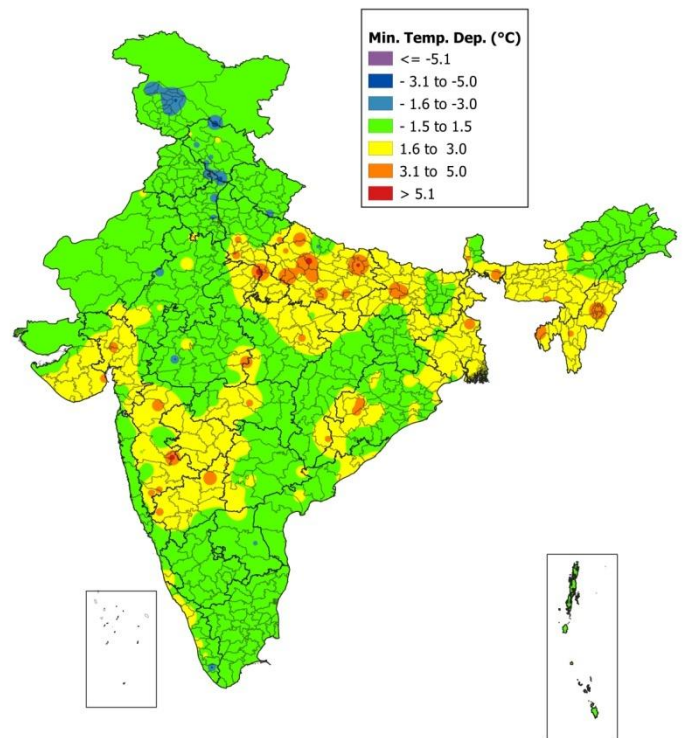 Min. Temp. Dep. (°C)
<= -5.1
- 3.1 to -5.0
- 1.6 to -3.0
- 1.5 to 1.5
1.6 to 3.0
3.1 to 5.0
> 5.1